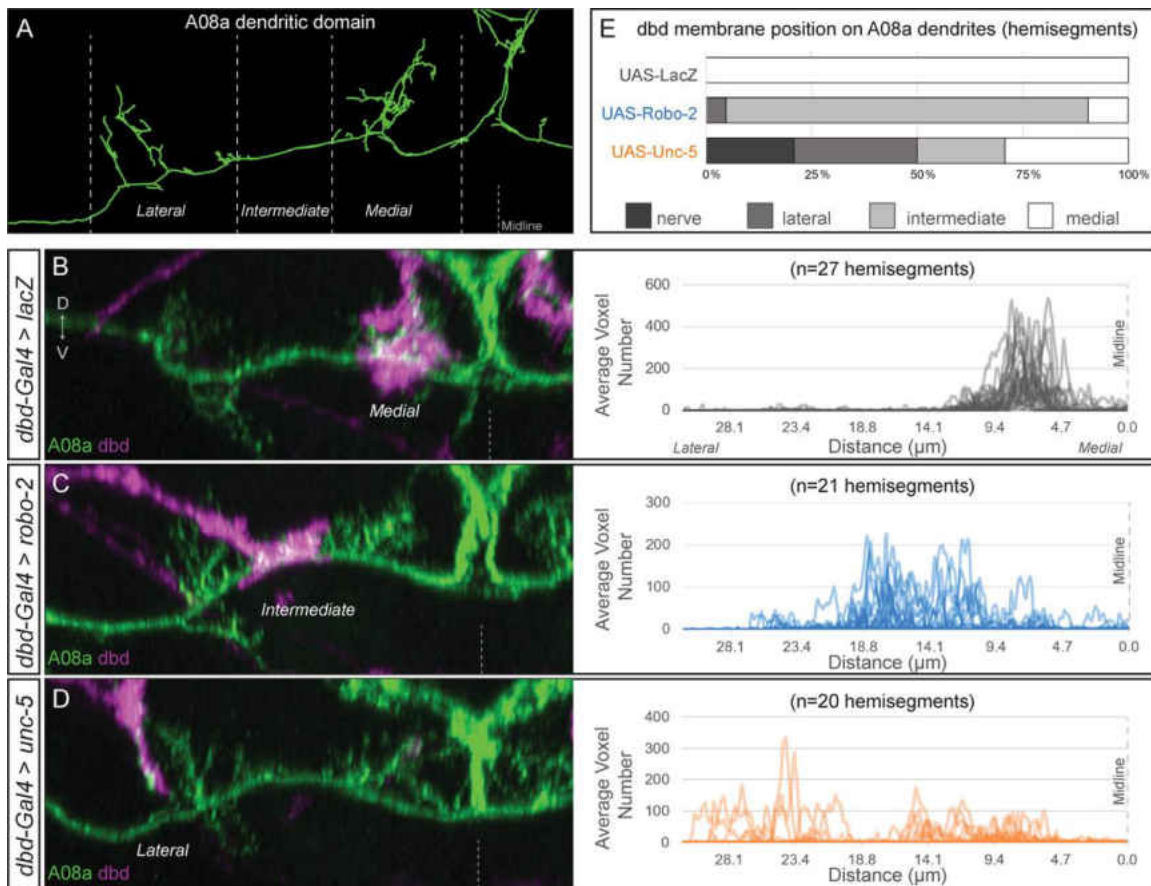 A
A08a dendritic domain
Lateral
Intermediate
Medial
Midline
E
dbd membrane position on A08a dendrites (hemisegments)
UAS-LacZ
UAS-Robo-2
UAS-Unc-5
0%
25%
50%
75%
100%
nerve
lateral
intermediate
medial
dbd-Gal4 > lacZ
B
D
V
Medial
A08a dbd
(n=27 hemisegments)
Average Voxel
Number
600
400
200
0
28.1
23.4
18.8
14.1
9.4
4.7
0.0
Lateral
Distance (µm)
Medial
Midline
dbd-Gal4 > robo-2
C
Intermediate
A08a dbd
(n=21 hemisegments)
Average Voxel
Number
300
200
100
0
28.1
23.4
18.8
14.1
9.4
4.7
0.0
Distance (µm)
Midline
dbd-Gal4 > unc-5
D
Lateral
A08a dbd
(n=20 hemisegments)
Average Voxel
Number
400
300
200
100
0
28.1
23.4
18.8
14.1
9.4
4.7
0.0
Distance (µm)
Midline